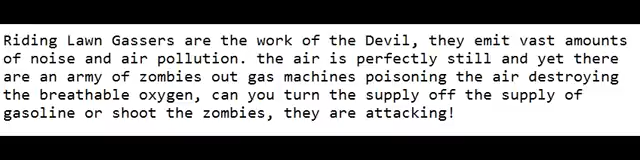 Riding Lawn Gassers are the work of the Devil, they emit vast amounts
of noise and air pollution. the air is perfectly still and yet there
are an army of zombies out gas machines poisoning the air destroying
the breathable oxygen, can you turn the supply off the supply of
gasoline or shoot the zombies, they are attacking!